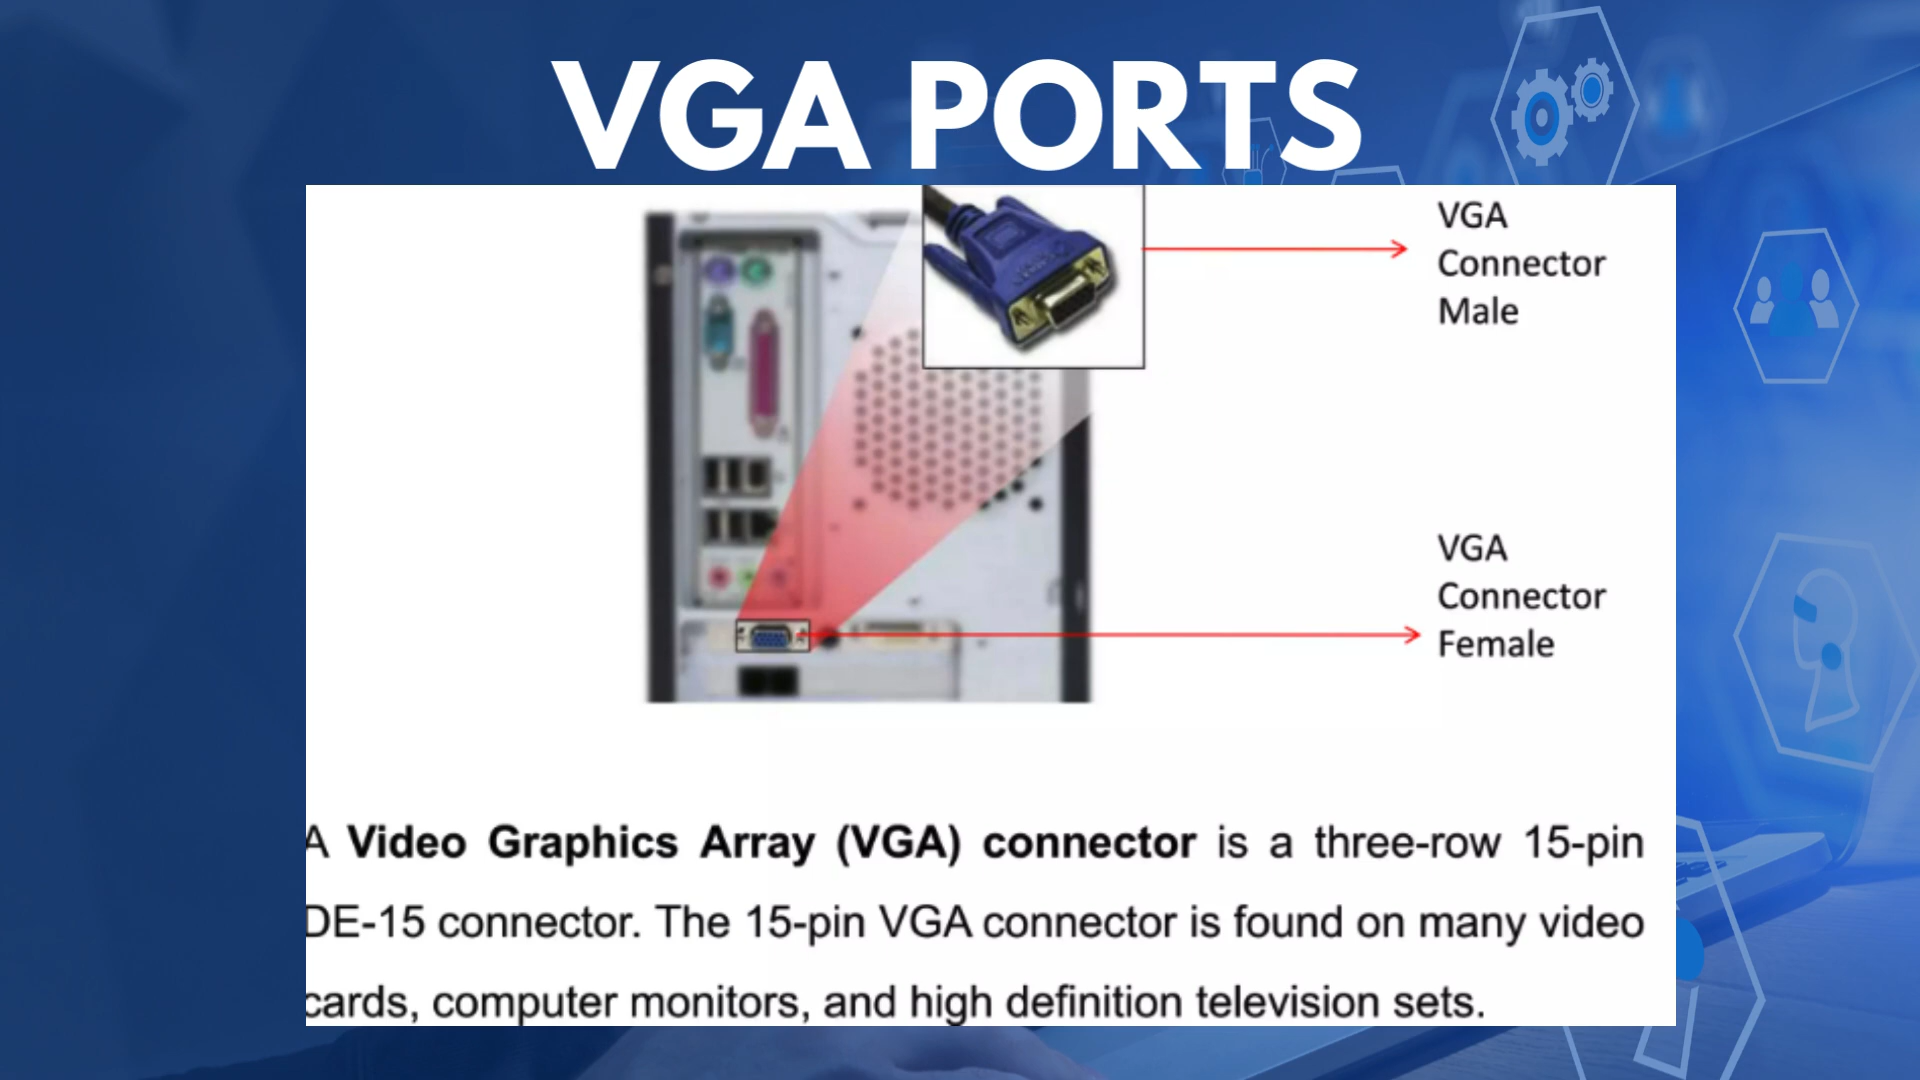 VGA PORTS
VGA
Connector
Male
VGA
Connector
Female
A Video Graphics Array (VGA) connector is a three-row 15-pin
DE-15 connector. The 15-pin VGA connector is found on many video
cards, computer monitors, and high definition television sets.